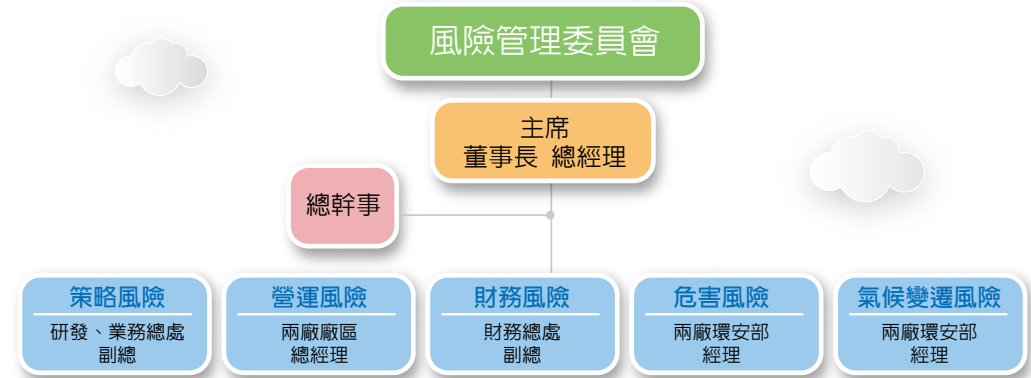 風險管理委員會
主席
董事長 總經理
總幹事
策略風險
研發、業務總處
副總
營運風險
兩廠廠區
總經理
財務風險
財務總處
副總
危害風險
兩廠環安部
經理
氣候變遷風險
兩廠環安部
經理